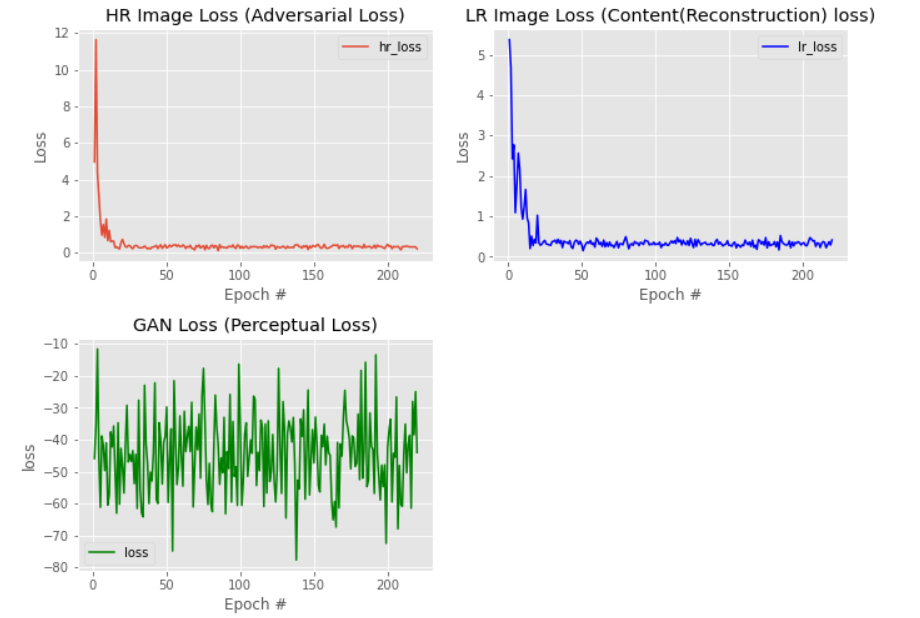 HR Image Loss (Adversarial Loss)
12
10
8
6
4
2
0
Loss
hr_loss
0 50 100 150 200
Epoch #
LR Image Loss (Content(Reconstruction) loss)
5
4
3
2
1
0
Loss
lr_loss
0 50 100 150 200
Epoch #
GAN Loss (Perceptual Loss)
−10
−20
−30
−40
−50
−60
−70
−80
loss
loss
0 50 100 150 200
Epoch #